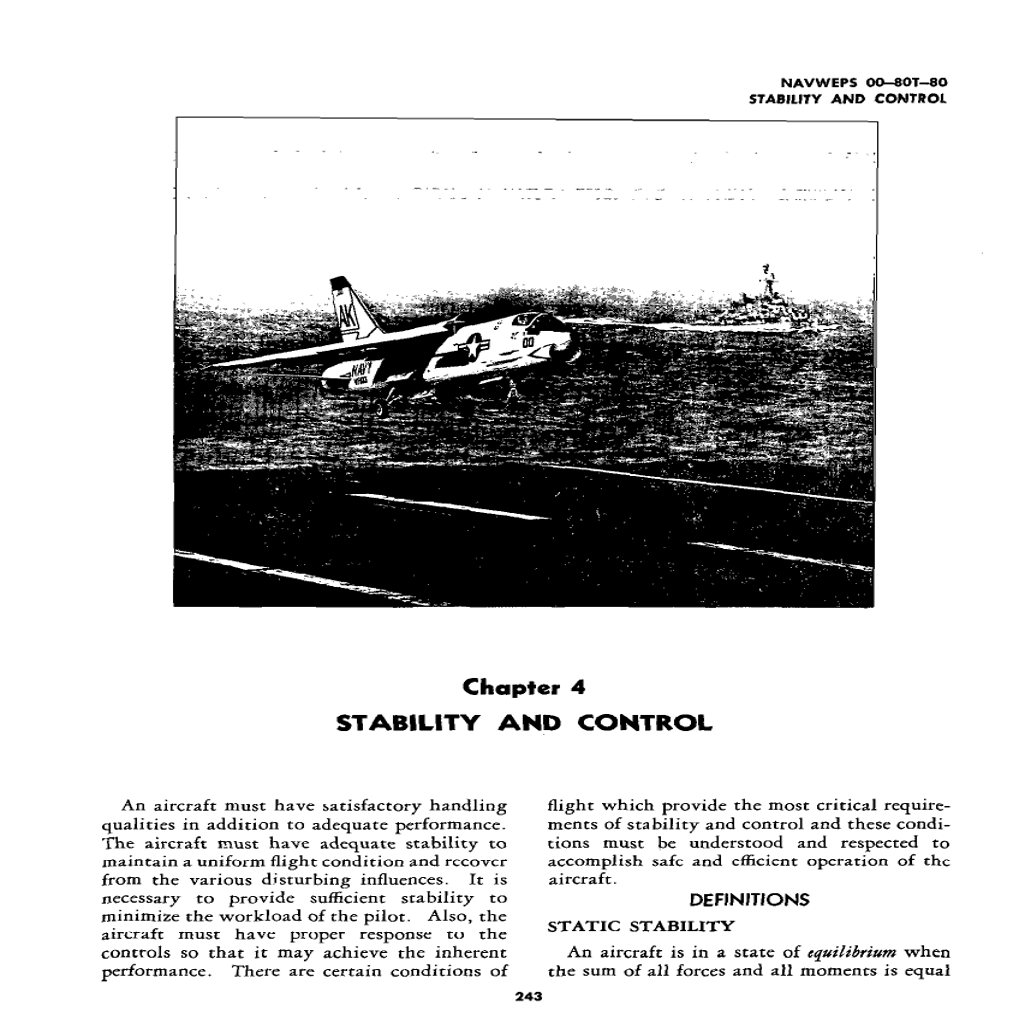 NAVWEPS 00-80T-80
STABILITY AND CONTROL
AK
NAVY
00
Chapter 4
STABILITY AND CONTROL
An aircraft must have satisfactory handling
qualities in addition to adequate performance.
The aircraft must have adequate stability to
maintain a uniform flight condition and recover
from the various disturbing influences. It is
necessary to provide sufficient stability to
minimize the workload of the pilot. Also, the
aircraft must have proper response to the
controls so that it may achieve the inherent
performance. There are certain conditions of
flight which provide the most critical require-
ments of stability and control and these condi-
tions must be understood and respected to
accomplish safe and efficient operation of the
aircraft.
DEFINITIONS
STATIC STABILITY
An aircraft is in a state of equilibrium when
the sum of all forces and all moments is equal
243